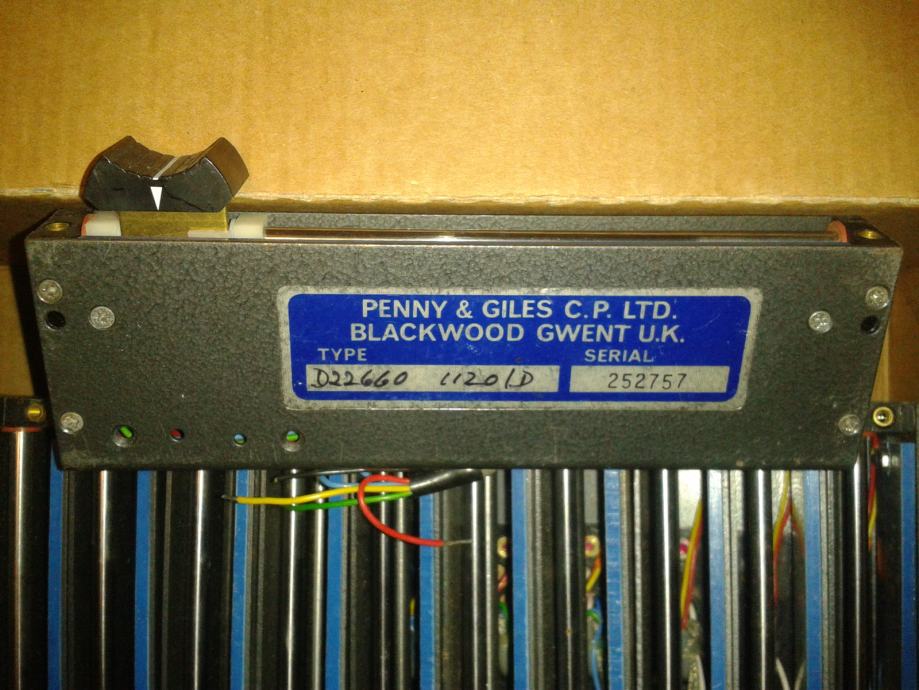 PENNY & GILES C.P. LTD.
BLACKWOOD GWENT U.K.
TYPE SERIAL
D22660 11201D 252757